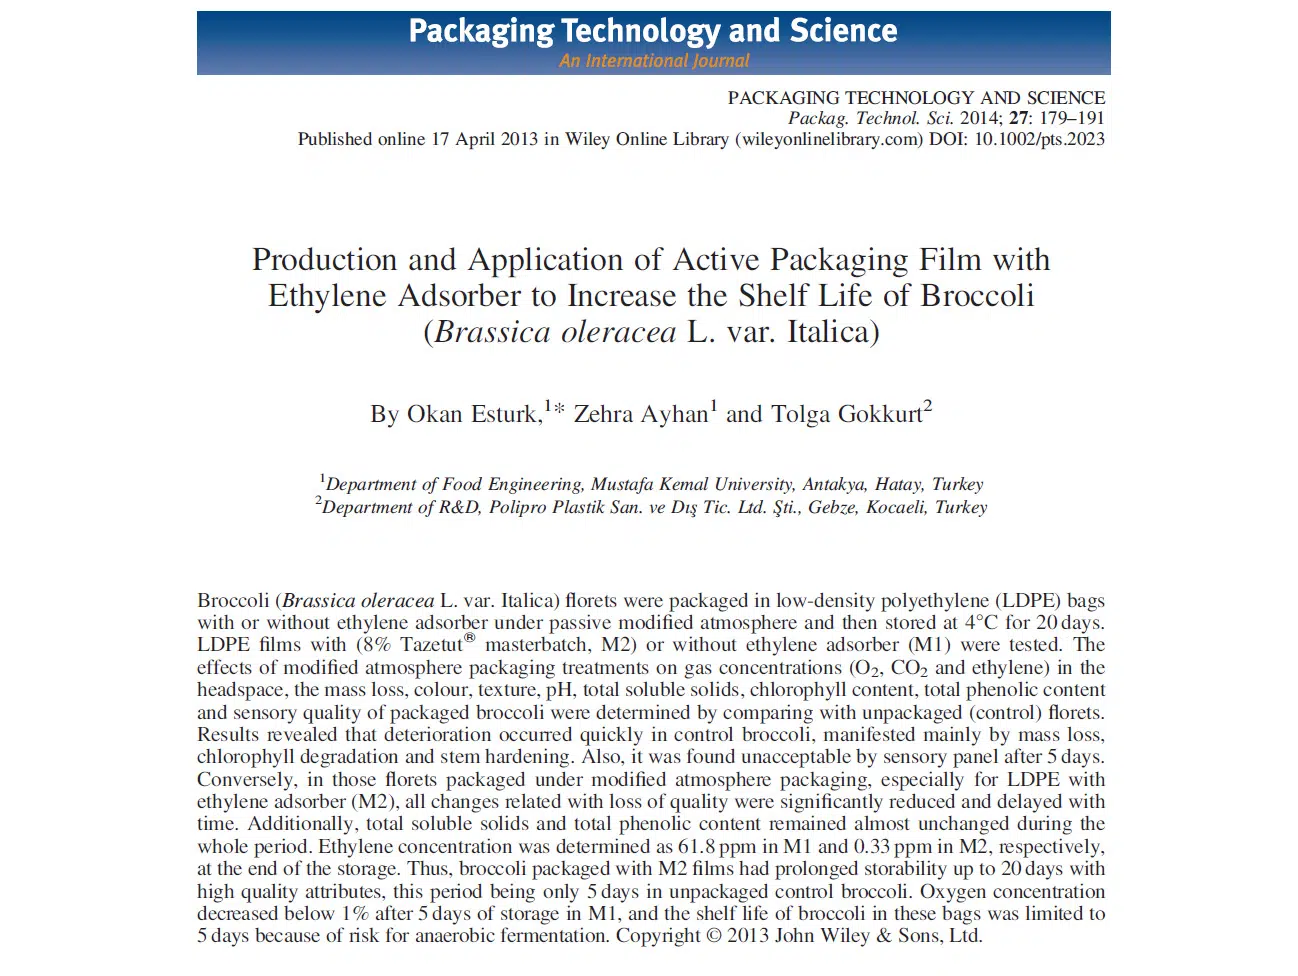 Packaging Technology and Science
An International Journal
PACKAGING TECHNOLOGY AND SCIENCE
Packag. Technol. Sci. 2014; 27: 179–191
Published online 17 April 2013 in Wiley Online Library (wileyonlinelibrary.com) DOI: 10.1002/pts.2023
Production and Application of Active Packaging Film with
Ethylene Adsorber to Increase the Shelf Life of Broccoli
(Brassica oleracea L. var. Italica)
By Okan Esturk,1* Zehra Ayhan1 and Tolga Gokkurt2
1Department of Food Engineering, Mustafa Kemal University, Antakya, Hatay, Turkey
2Department of R&D, Polipro Plastik San. ve Dış Tic. Ltd. Şti., Gebze, Kocaeli, Turkey
Broccoli (Brassica oleracea L. var. Italica) florets were packaged in low-density polyethylene (LDPE) bags
with or without ethylene adsorber under passive modified atmosphere and then stored at 4°C for 20 days.
LDPE films with (8% Tazetut® masterbatch, M2) or without ethylene adsorber (M1) were tested. The
effects of modified atmosphere packaging treatments on gas concentrations (O2, CO2 and ethylene) in the
headspace, the mass loss, colour, texture, pH, total soluble solids, chlorophyll content, total phenolic content
and sensory quality of packaged broccoli were determined by comparing with unpackaged (control) florets.
Results revealed that deterioration occurred quickly in control broccoli, manifested mainly by mass loss,
chlorophyll degradation and stem hardening. Also, it was found unacceptable by sensory panel after 5 days.
Conversely, in those florets packaged under modified atmosphere packaging, especially for LDPE with
ethylene adsorber (M2), all changes related with loss of quality were significantly reduced and delayed with
time. Additionally, total soluble solids and total phenolic content remained almost unchanged during the
whole period. Ethylene concentration was determined as 61.8 ppm in M1 and 0.33 ppm in M2, respectively,
at the end of the storage. Thus, broccoli packaged with M2 films had prolonged storability up to 20 days with
high quality attributes, this period being only 5 days in unpackaged control broccoli. Oxygen concentration
decreased below 1% after 5 days of storage in M1, and the shelf life of broccoli in these bags was limited to
5 days because of risk for anaerobic fermentation. Copyright © 2013 John Wiley & Sons, Ltd.